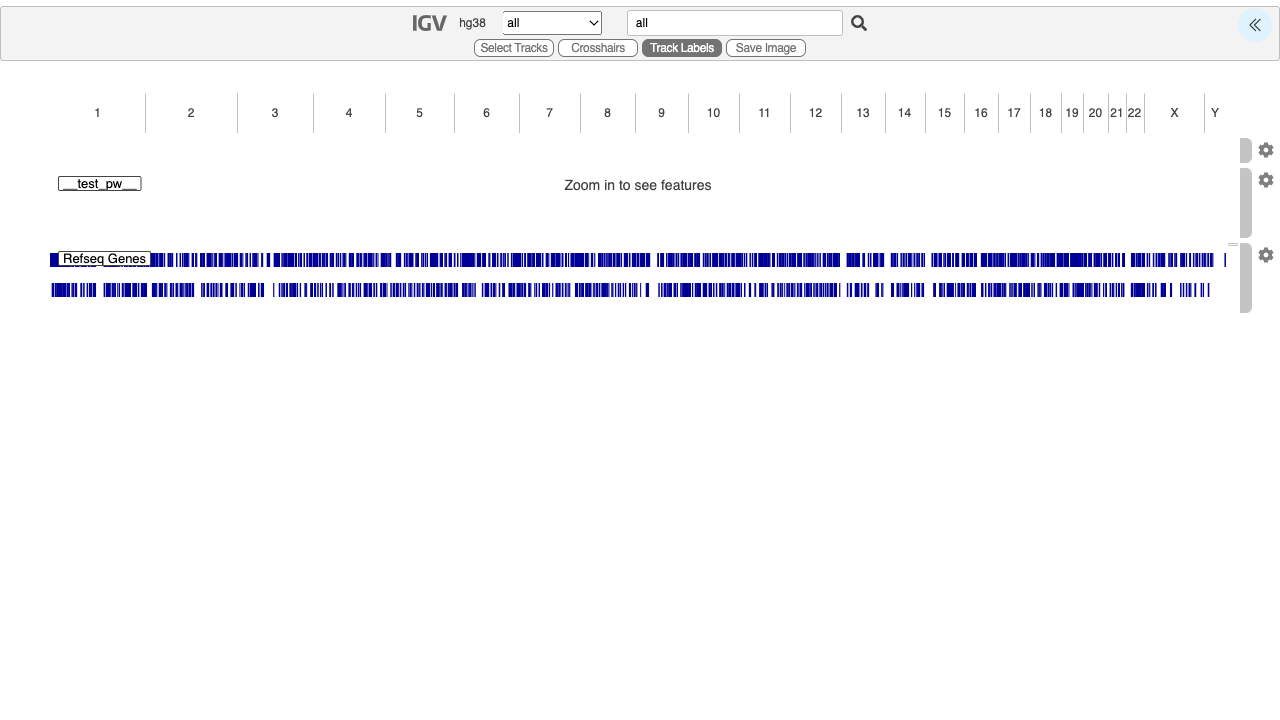 IGV hg38 all all
Select Tracks Crosshairs Track Labels Save Image
1 2 3 4 5 6 7 8 9 10 11 12 13 14 15 16 17 18 19 20 21 22 X Y
__test_pw__ Zoom in to see features
Refseq Genes